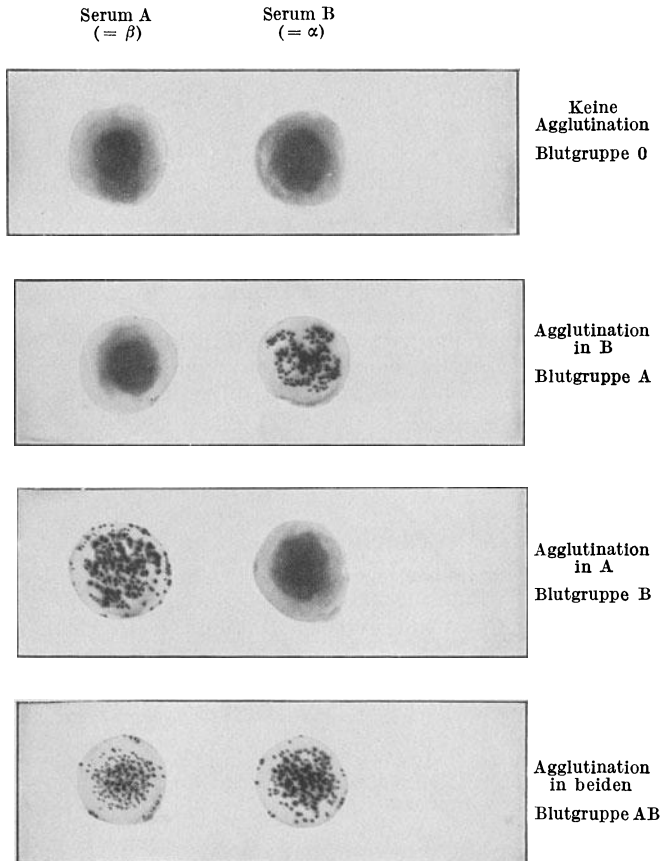 Serum A
(= β)
Serum B
(= α)
Keine
Agglutination
Blutgruppe 0
Agglutination
in B
Blutgruppe A
Agglutination
in A
Blutgruppe B
Agglutination
in beiden
Blutgruppe AB